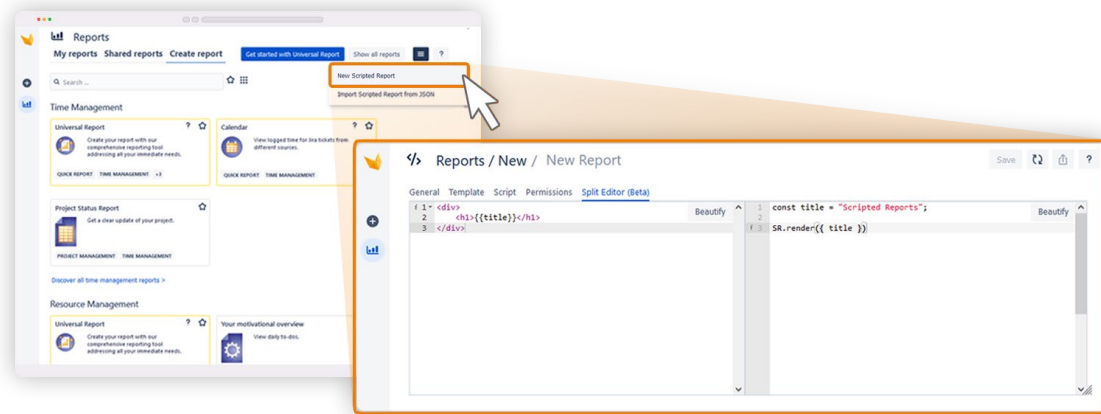 Reports
My reports Shared reports Create report
Get started with Universal Report
Show all reports
?
Search ...
New Scripted Report
Import Scripted Report from JSON
Time Management
Universal Report ?
Create your report with our
comprehensive reporting tool
addressing all your immediate needs.
QUICK REPORT TIME MANAGEMENT +3
Calendar ?
View logged time for Jira tickets from
different sources.
QUICK REPORT TIME MANAGEMENT
Project Status Report
Get a clear update of your project.
PROJECT MANAGEMENT TIME MANAGEMENT
Discover all time management reports >
Resource Management
Universal Report ?
Create your report with our
comprehensive reporting tool
addressing all your immediate needs.
Your motivational overview
View daily to-dos.
</> Reports / New / New Report
Save
?
General Template Script Permissions Split Editor (Beta)
i 1 <div>
2 <h1>{{title}}</h1>
3 </div>
Beautify
1 const title = "Scripted Reports";
2
i 3 SR.render({ title })
Beautify